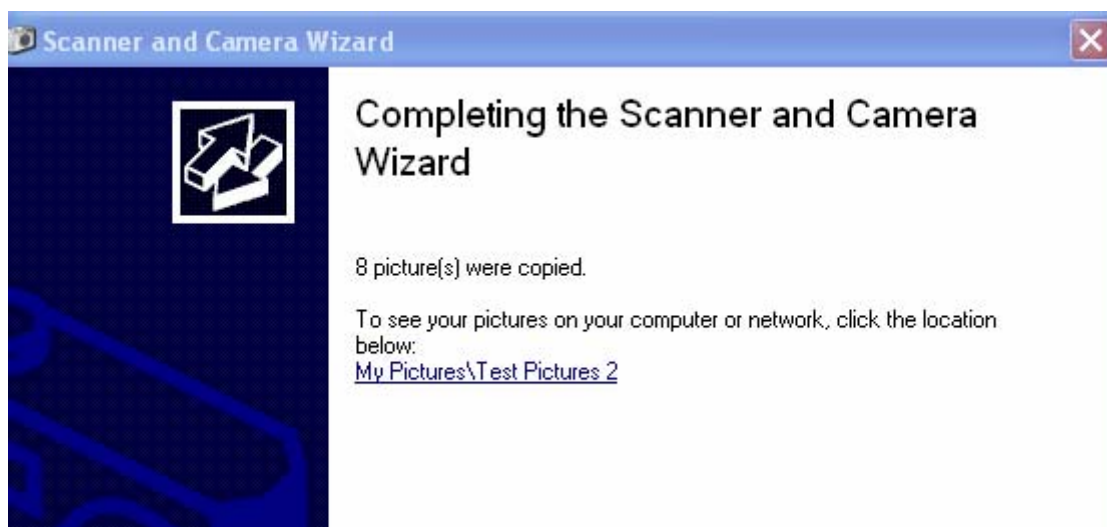 Scanner and Camera Wizard
Completing the Scanner and Camera
Wizard
8 picture(s) were copied.
To see your pictures on your computer or network, click the location
below:
My Pictures\Test Pictures 2